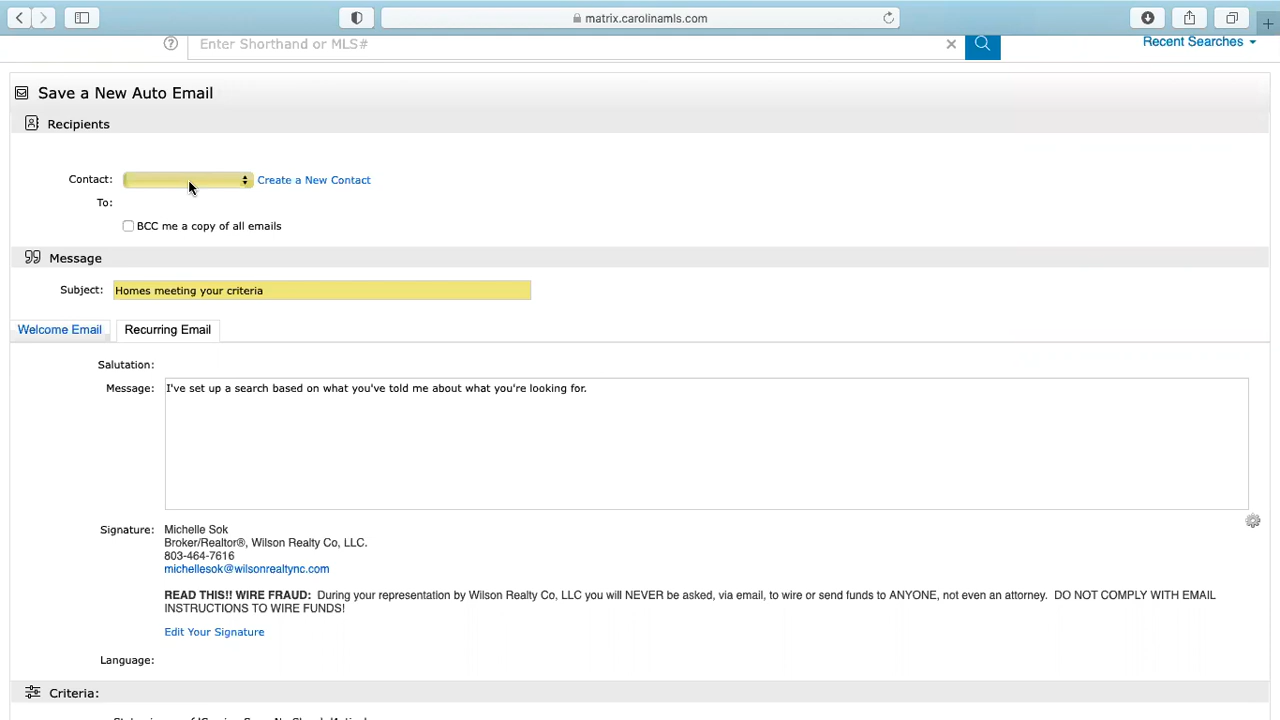 matrix.carolinamls.com
Enter Shorthand or MLS#
Recent Searches
Save a New Auto Email
Recipients
Contact: Create a New Contact
To:
BCC me a copy of all emails
Message
Subject: Homes meeting your criteria
Welcome Email Recurring Email
Salutation:
Message: I've set up a search based on what you've told me about what you're looking for.
Signature: Michelle Sok
Broker/Realtor®, Wilson Realty Co, LLC.
803-464-7616
michellesok@wilsonrealtync.com
READ THIS!! WIRE FRAUD: During your representation by Wilson Realty Co, LLC you will NEVER be asked, via email, to wire or send funds to ANYONE, not even an attorney. DO NOT COMPLY WITH EMAIL
INSTRUCTIONS TO WIRE FUNDS!
Edit Your Signature
Language:
Criteria: